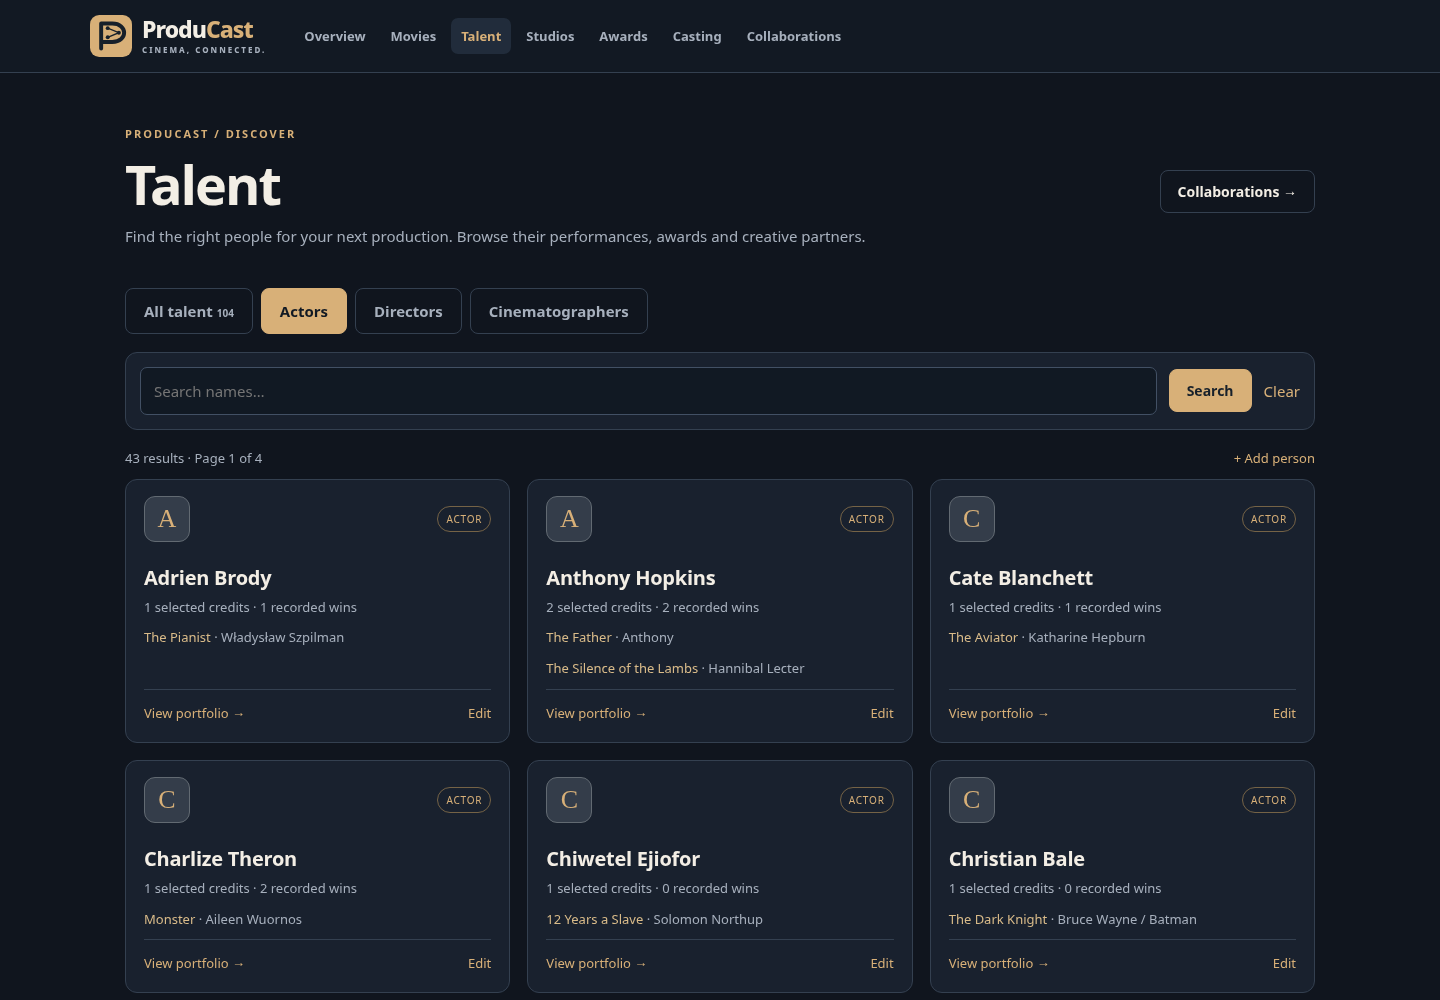 ProduCast
CINEMA, CONNECTED.
Overview Movies Talent Studios Awards Casting Collaborations
PRODUCAST / DISCOVER
Talent
Collaborations →
Find the right people for your next production. Browse their performances, awards and creative partners.
All talent 104 Actors Directors Cinematographers
Search names... Search Clear
43 results · Page 1 of 4 + Add person
A ACTOR
Adrien Brody
1 selected credits · 1 recorded wins
The Pianist · Władysław Szpilman
View portfolio → Edit
A ACTOR
Anthony Hopkins
2 selected credits · 2 recorded wins
The Father · Anthony
The Silence of the Lambs · Hannibal Lecter
View portfolio → Edit
C ACTOR
Cate Blanchett
1 selected credits · 1 recorded wins
The Aviator · Katharine Hepburn
View portfolio → Edit
C ACTOR
Charlize Theron
1 selected credits · 2 recorded wins
Monster · Aileen Wuornos
View portfolio → Edit
C ACTOR
Chiwetel Ejiofor
1 selected credits · 0 recorded wins
12 Years a Slave · Solomon Northup
View portfolio → Edit
C ACTOR
Christian Bale
1 selected credits · 0 recorded wins
The Dark Knight · Bruce Wayne / Batman
View portfolio → Edit